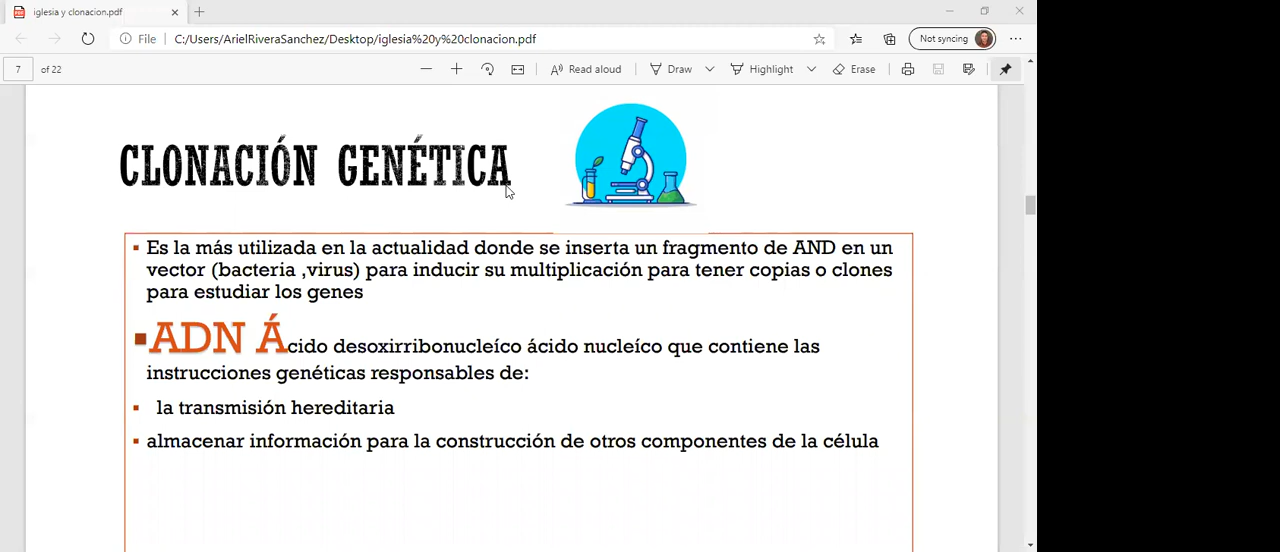 iglesia y clonacion.pdf
File
C:/Users/ArielRiveraSanchez/Desktop/iglesia%20y%20clonacion.pdf
Not syncing
7 of 22
Read aloud
Draw
Highlight
Erase
CLONACIÓN GENÉTICA
Es la más utilizada en la actualidad donde se inserta un fragmento de AND en un
vector (bacteria ,virus) para inducir su multiplicación para tener copias o clones
para estudiar los genes
ADN Ácido desoxirribonucleíco ácido nucleíco que contiene las
instrucciones genéticas responsables de:
la transmisión hereditaria
almacenar información para la construcción de otros componentes de la célula